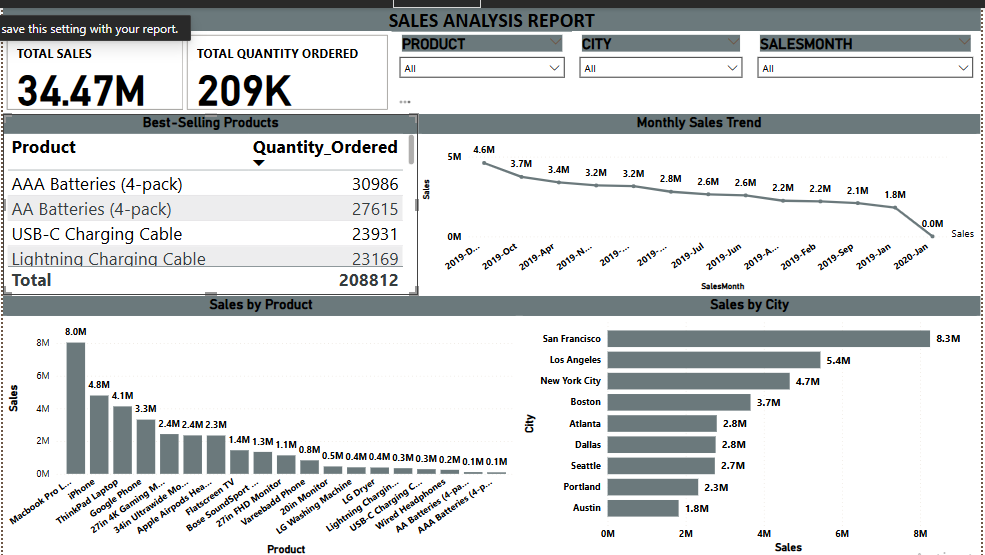 SALES ANALYSIS REPORT
save this setting with your report.
TOTAL SALES
34.47M
TOTAL QUANTITY ORDERED
209K
PRODUCT
All
CITY
All
SALESMONTH
All
Best-Selling Products
Product Quantity_Ordered
AAA Batteries (4-pack) 30986
AA Batteries (4-pack) 27615
USB-C Charging Cable 23931
Lightning Charging Cable 23169
Total 208812
Monthly Sales Trend
Sales
5M
0M
4.6M 3.7M 3.4M 3.2M 3.2M 2.8M 2.6M 2.6M 2.2M 2.2M 2.1M 1.8M 0.0M
Sales
2019-D... 2019-Oct 2019-Apr 2019-N... 2019-... 2019-... 2019-Jul 2019-Jun 2019-A... 2019-Feb 2019-Sep 2019-Jan 2020-Jan
SalesMonth
Sales by Product
Sales
8M
6M
4M
2M
0M
8.0M 4.8M 4.1M 3.3M 2.4M 2.4M 2.3M 1.4M 1.3M 1.1M 0.8M 0.5M 0.4M 0.4M 0.3M 0.3M 0.2M 0.1M 0.1M
Macbook Pro L...
iPhone
ThinkPad Laptop
Google Phone
27in 4K Gaming M...
34in Ultrawide Mo...
Apple Airpods Hea...
Flatscreen TV
Bose SoundSport ...
27in FHD Monitor
Vareebadd Phone
20in Monitor
LG Washing Machine
LG Dryer
Lightning Chargin...
USB-C Charging C...
Wired Headphones
AA Batteries (4-pa...
AAA Batteries (4-p...
Product
Sales by City
City
San Francisco 8.3M
Los Angeles 5.4M
New York City 4.7M
Boston 3.7M
Atlanta 2.8M
Dallas 2.8M
Seattle 2.7M
Portland 2.3M
Austin 1.8M
0M 2M 4M 6M 8M
Sales